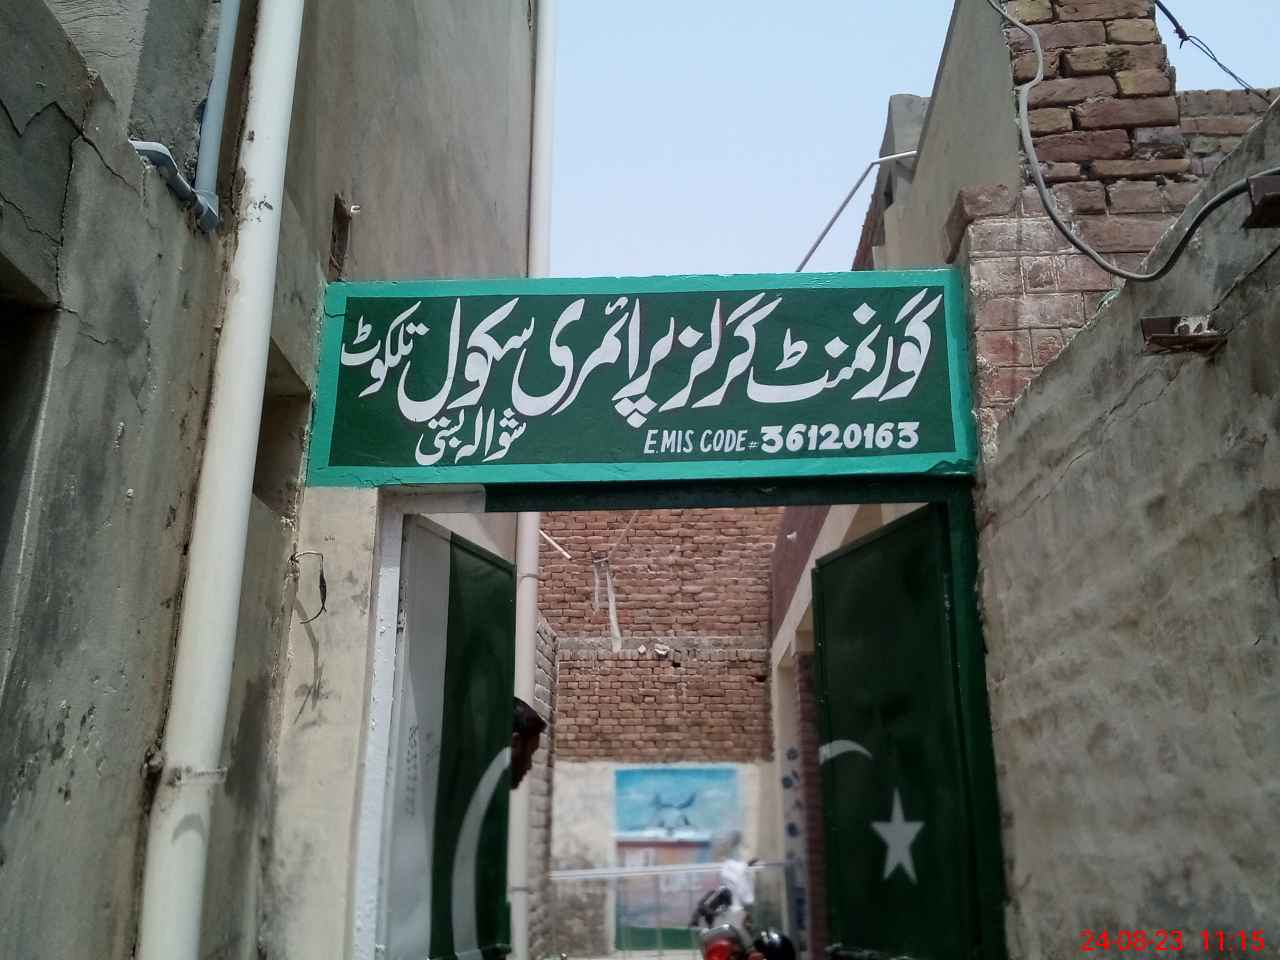 گورنمنٹ گرلز پرائمری سکول تلکوٹ
شوالہ بستی
E.MIS CODE # 36120163
24-08-23 11:15